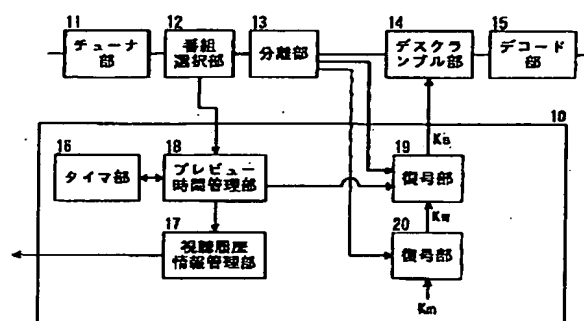 11
チューナ
部
12
番組
選択部
13
分離部
14
デスクラ
ンブル部
15
デコード
部
10
16
タイマ部
18
プレビュー
時間管理部
17
視聴履歴
情報管理部
19
復号部
Ks
20
復号部
Kw
Km